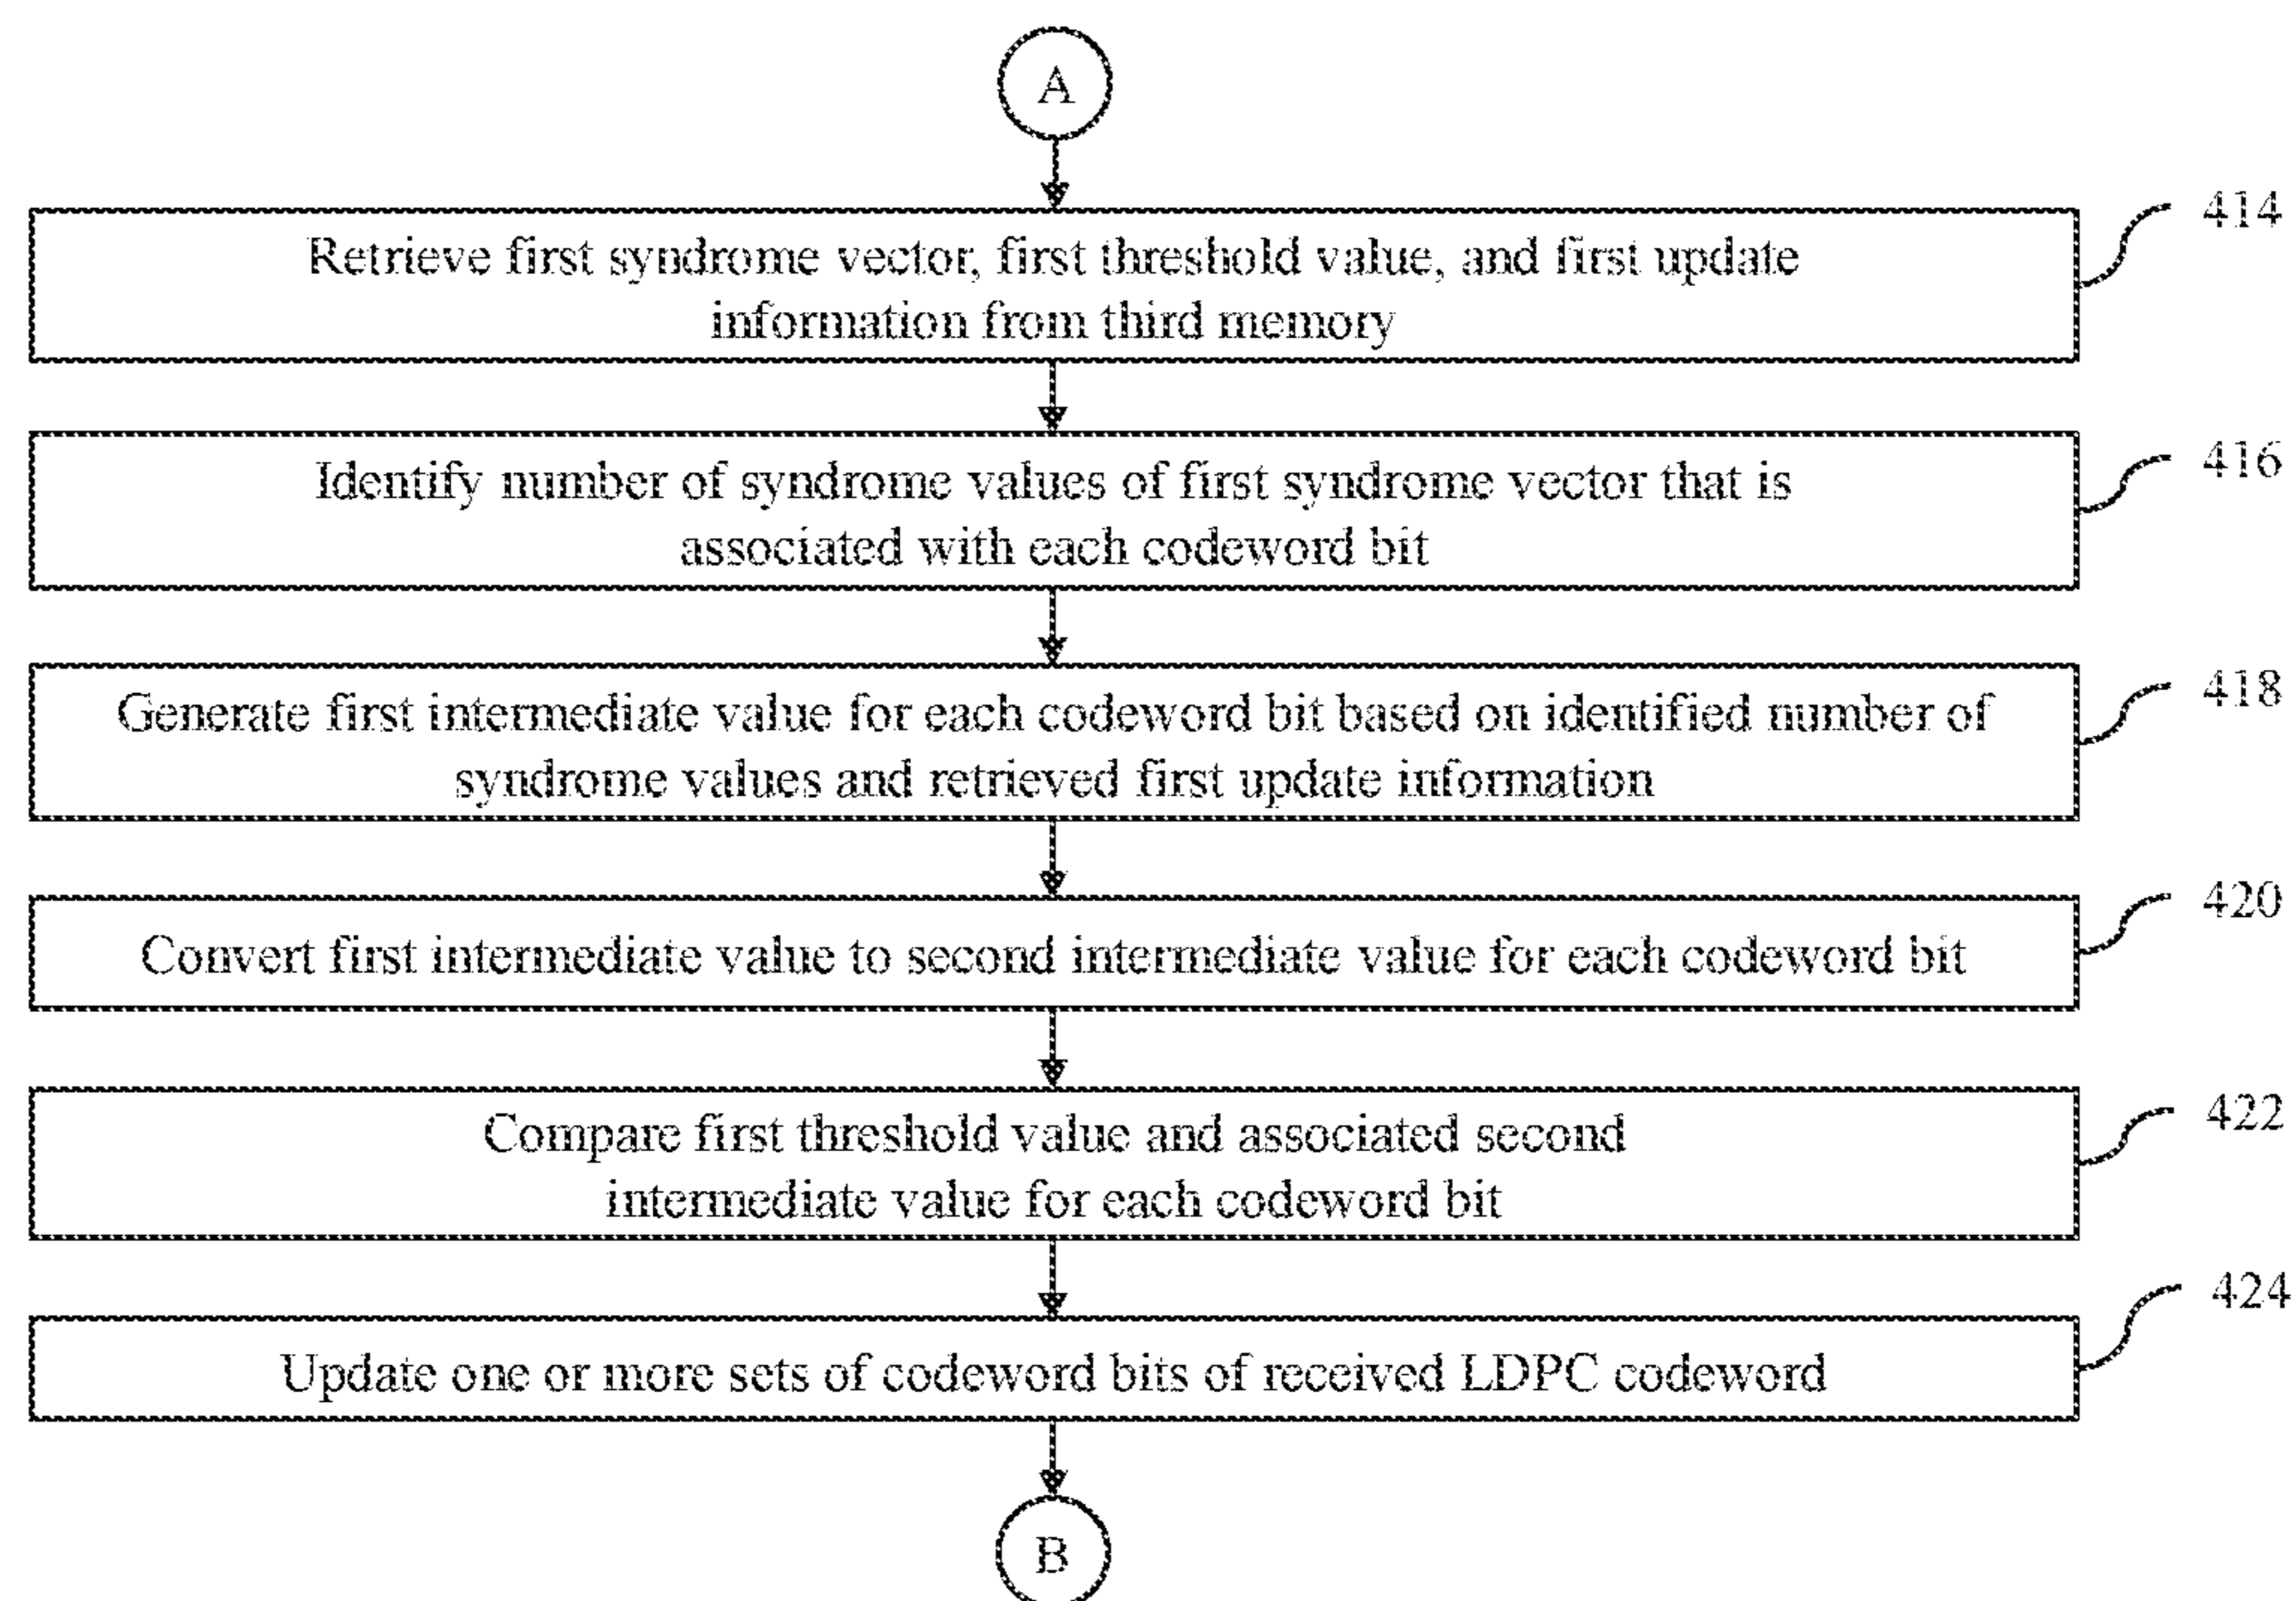 A
414
Retrieve first syndrome vector, first threshold value, and first update
information from third memory
416
Identify number of syndrome values of first syndrome vector that is
associated with each codeword bit
418
Generate first intermediate value for each codeword bit based on identified number of
syndrome values and retrieved first update information
420
Convert first intermediate value to second intermediate value for each codeword bit
422
Compare first threshold value and associated second
intermediate value for each codeword bit
424
Update one or more sets of codeword bits of received LDPC codeword
B